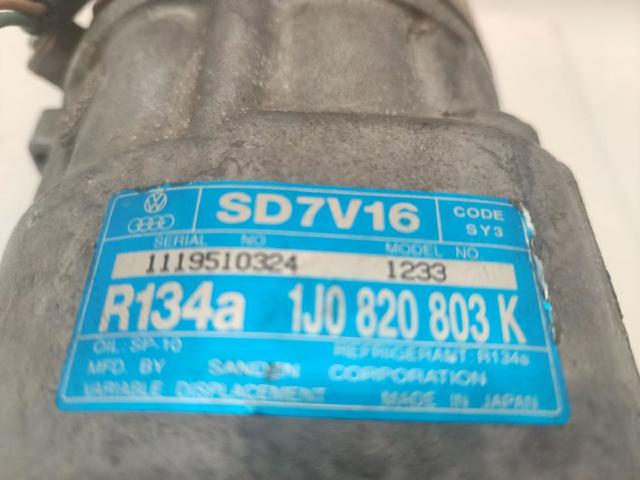 SD7V16 CODE SY3
SERIAL NO MODEL NO.
1119510324 1233
R134a 1J0 820 803 K
OIL: SP-10 REFRIGERANT: R134a
MFD. BY SANDEN CORPORATION
VARIABLE DISPLACEMENT MADE IN JAPAN